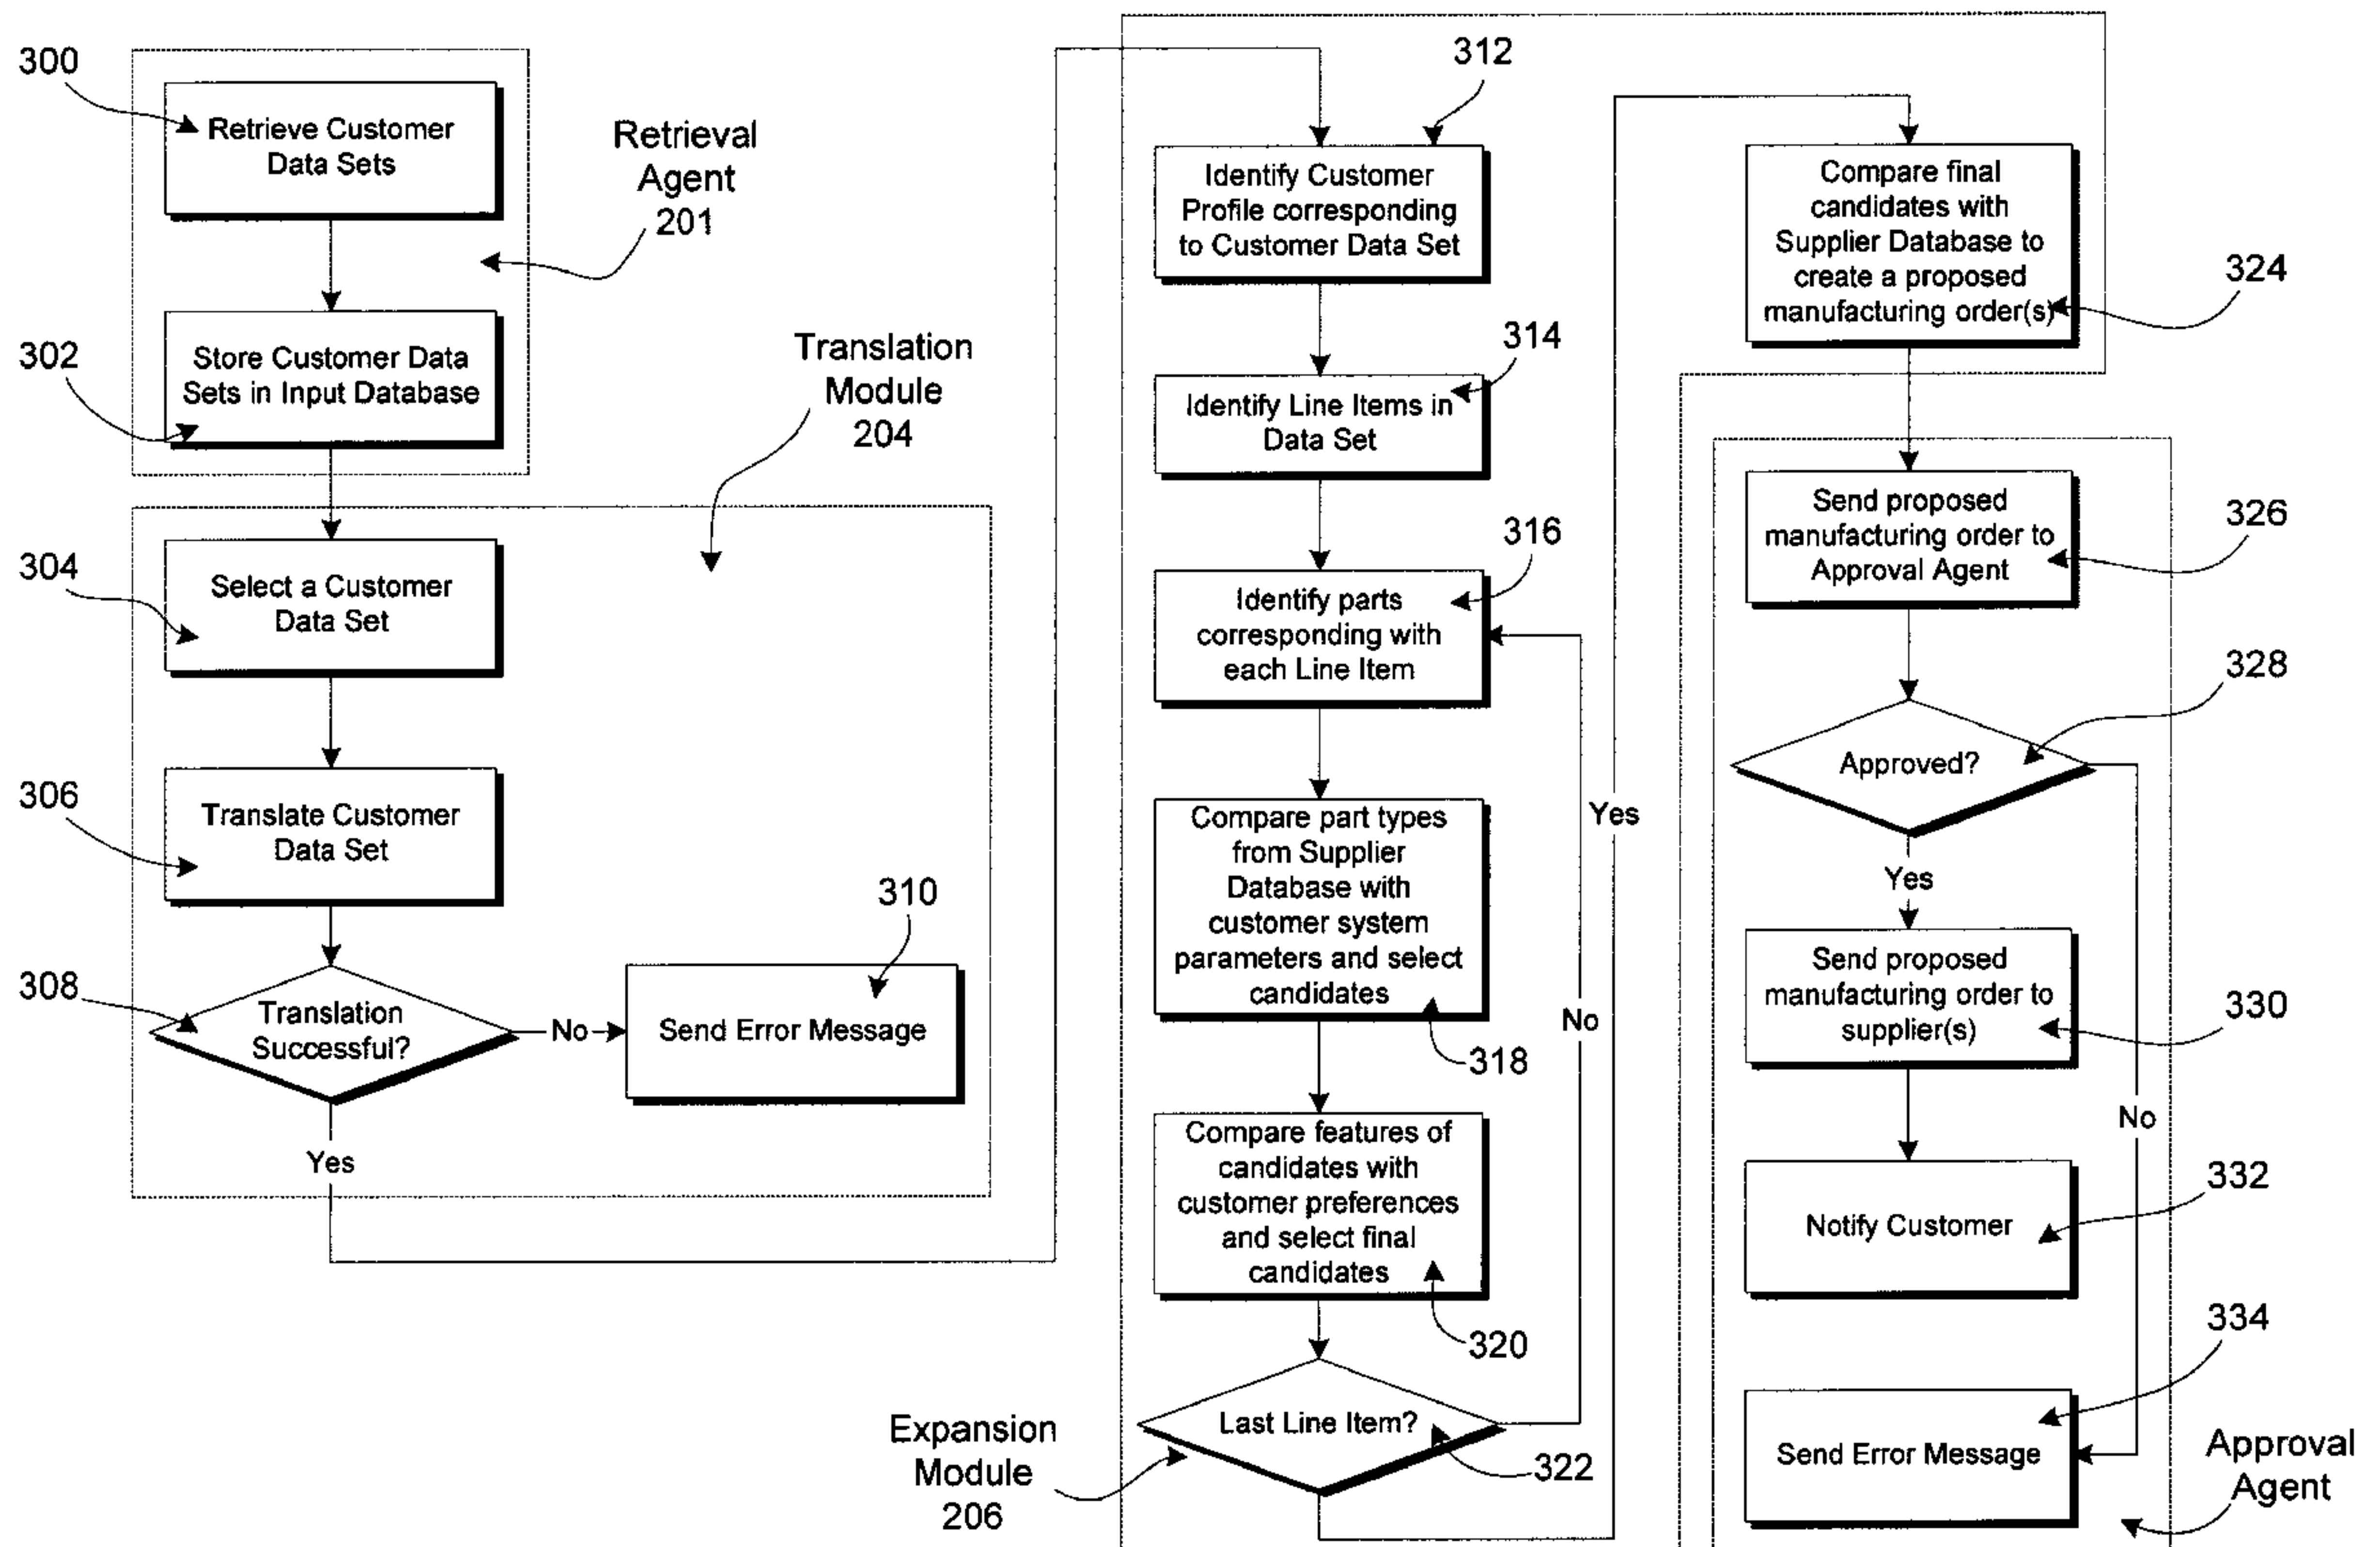 300
Retrieve Customer
Data Sets
Retrieval
Agent
201
302
Store Customer Data
Sets in Input Database
Translation
Module
204
304
Select a Customer
Data Set
306
Translate Customer
Data Set
308
Translation
Successful?
No
310
Send Error Message
Yes
312
Identify Customer
Profile corresponding
to Customer Data Set
314
Identify Line Items in
Data Set
316
Identify parts
corresponding with
each Line Item
Compare part types
from Supplier
Database with
customer system
parameters and select
candidates
318
Compare features of
candidates with
customer preferences
and select final
candidates
320
Last Line Item?
322
No
Yes
Expansion
Module
206
Compare final
candidates with
Supplier Database to
create a proposed
manufacturing order(s)
324
Send proposed
manufacturing order to
Approval Agent
326
328
Approved?
Yes
No
Send proposed
manufacturing order to
supplier(s)
330
Notify Customer
332
334
Send Error Message
Approval
Agent